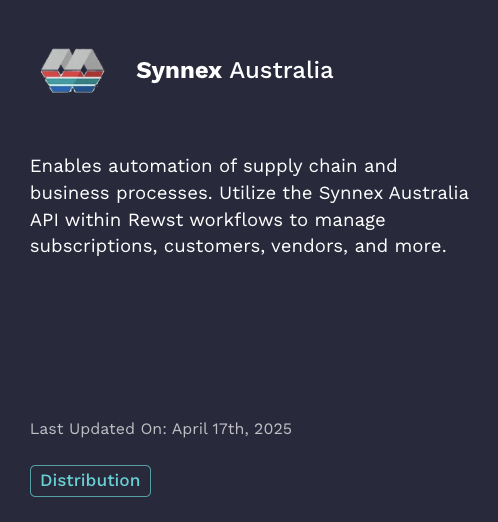 Synnex Australia
Enables automation of supply chain and
business processes. Utilize the Synnex Australia
API within Rewst workflows to manage
subscriptions, customers, vendors, and more.
Last Updated On: April 17th, 2025
Distribution